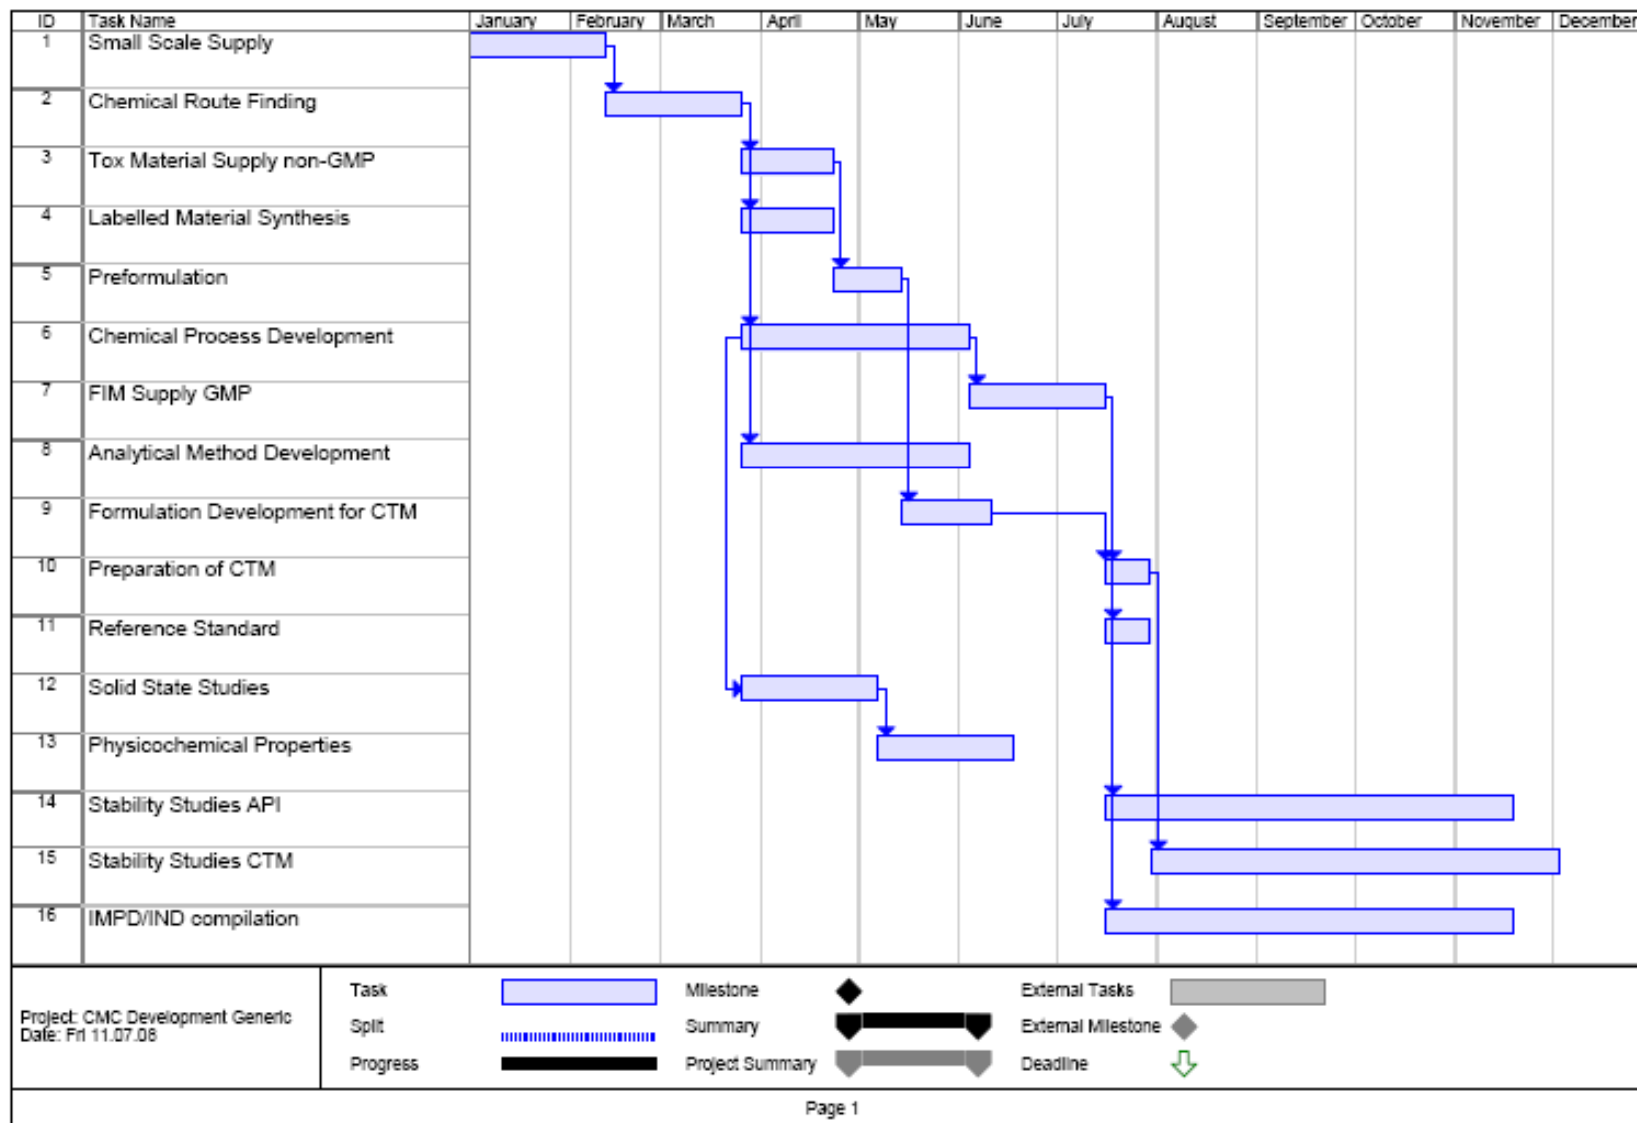 ID Task Name January February March April May June July August September October November December
1 Small Scale Supply
2 Chemical Route Finding
3 Tox Material Supply non-GMP
4 Labelled Material Synthesis
5 Preformulation
6 Chemical Process Development
7 FIM Supply GMP
8 Analytical Method Development
9 Formulation Development for CTM
10 Preparation of CTM
11 Reference Standard
12 Solid State Studies
13 Physicochemical Properties
14 Stability Studies API
15 Stability Studies CTM
16 IMPD/IND compilation
Project: CMC Development Generic
Date: Fri 11.07.08
Task Milestone External Tasks
Split Summary External Milestone
Progress Project Summary Deadline
Page 1